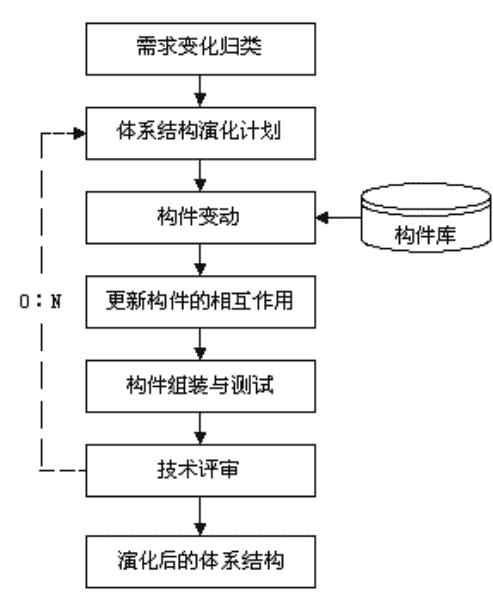 需求变化归类
体系结构演化计划
构件变动
构件库
0：N
更新构件的相互作用
构件组装与测试
技术评审
演化后的体系结构